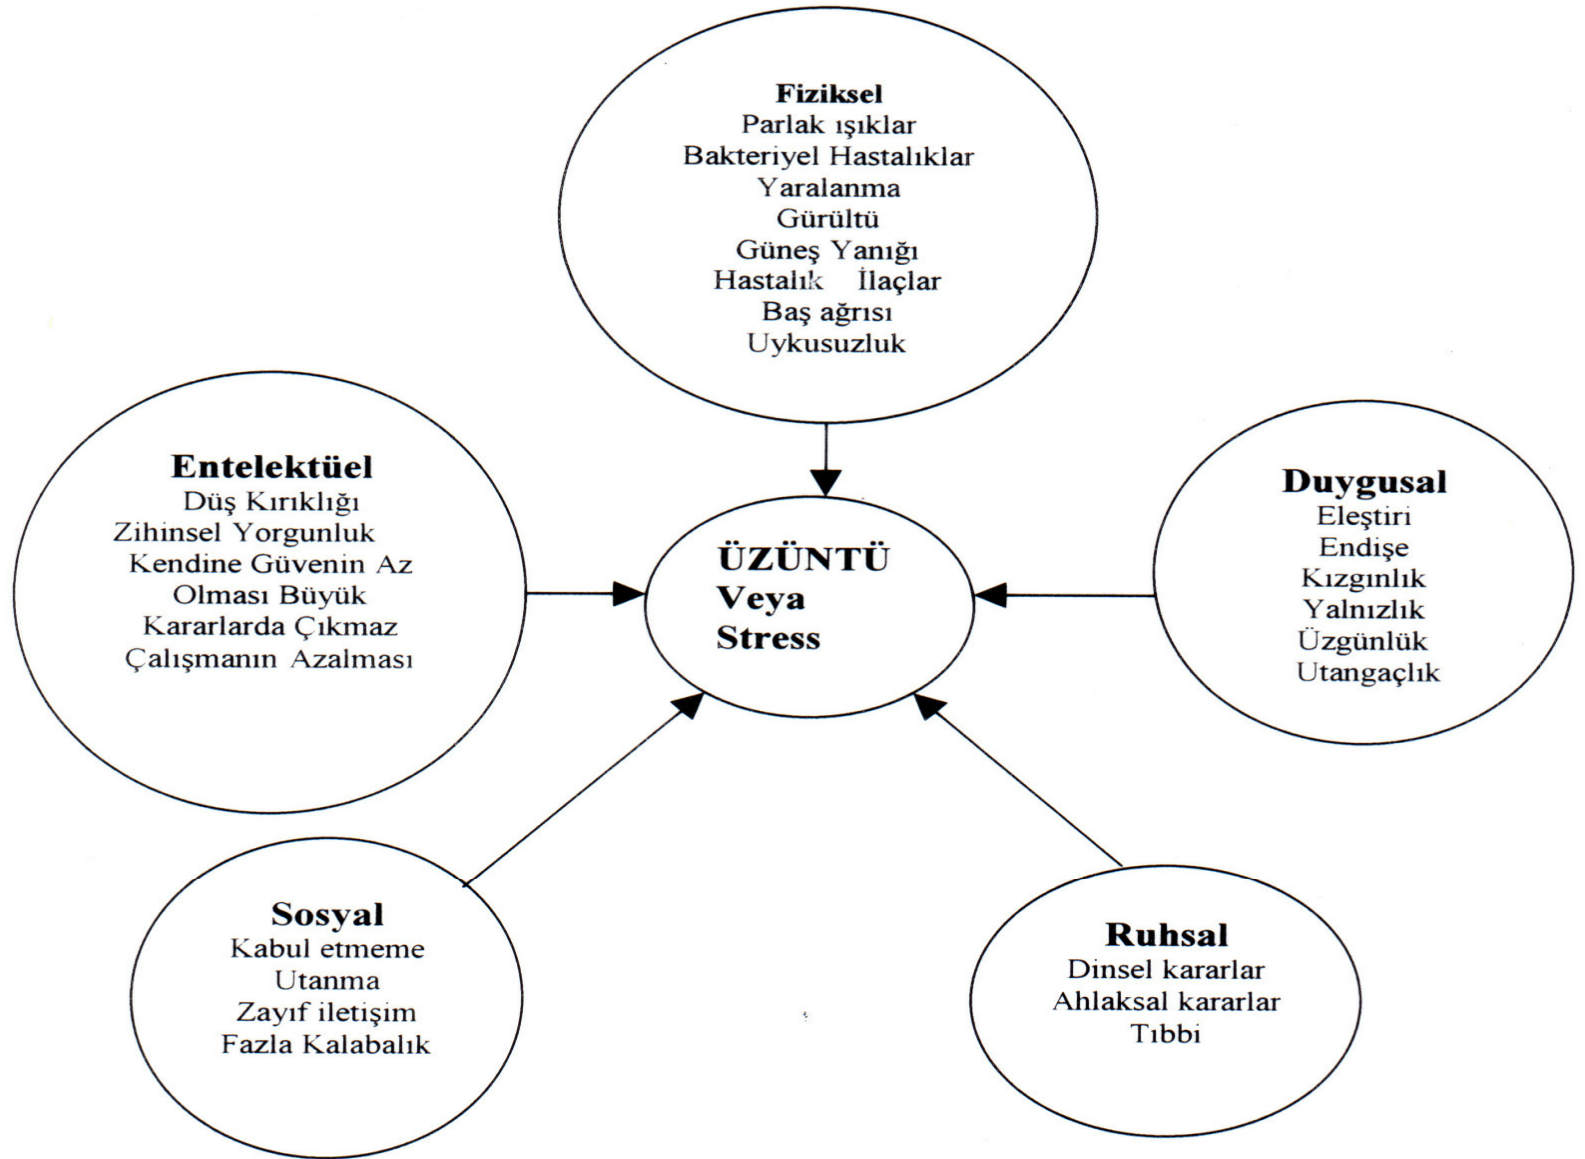 Fiziksel
Parlak ışıklar
Bakteriyel Hastalıklar
Yaralanma
Gürültü
Güneş Yanığı
Hastalık İlaçlar
Baş ağrısı
Uykusuzluk
Entelektüel
Düş Kırıklığı
Zihinsel Yorgunluk
Kendine Güvenin Az
Olması Büyük
Kararlarda Çıkmaz
Çalışmanın Azalması
ÜZÜNTÜ
Veya
Stress
Duygusal
Eleştiri
Endişe
Kızgınlık
Yalnızlık
Üzgünlük
Utangaçlık
Sosyal
Kabul etmeme
Utanma
Zayıf iletişim
Fazla Kalabalık
Ruhsal
Dinsel kararlar
Ahlaksal kararlar
Tıbbi